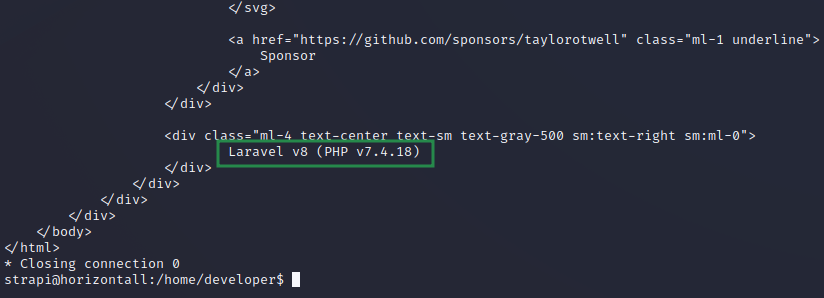 </svg>
<a href="https://github.com/sponsors/taylorotwell" class="ml-1 underline">
Sponsor
</a>
</div>
</div>
<div class="ml-4 text-center text-sm text-gray-500 sm:text-right sm:ml-0">
Laravel v8 (PHP v7.4.18)
</div>
</div>
</div>
</div>
</body>
</html>
* Closing connection 0
strapi@horizontall:/home/developer$